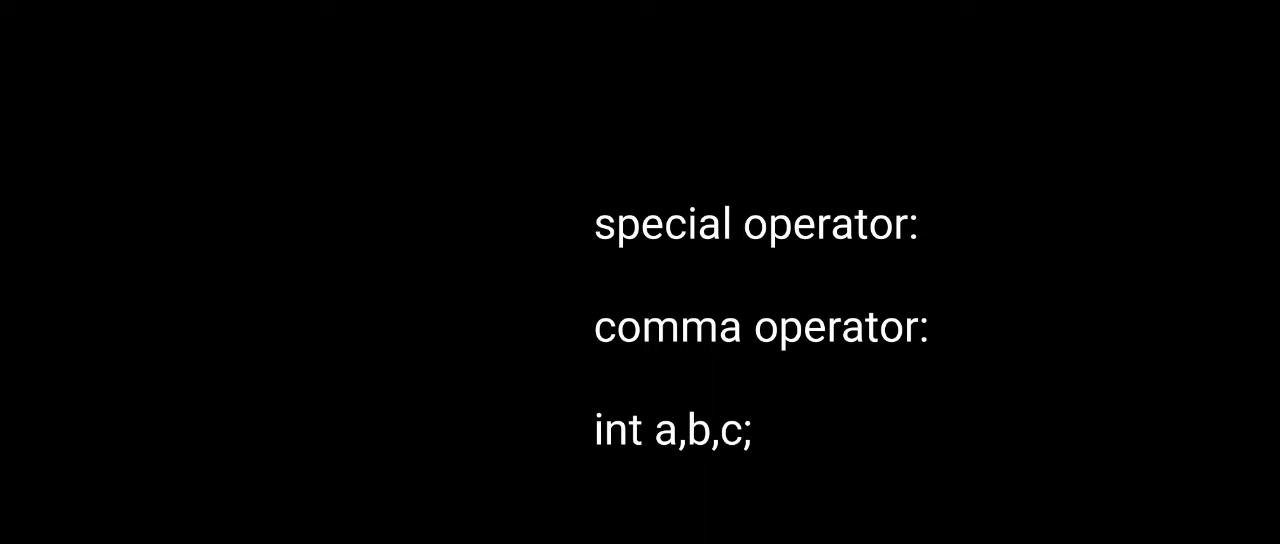 special operator:
comma operator:
int a,b,c;